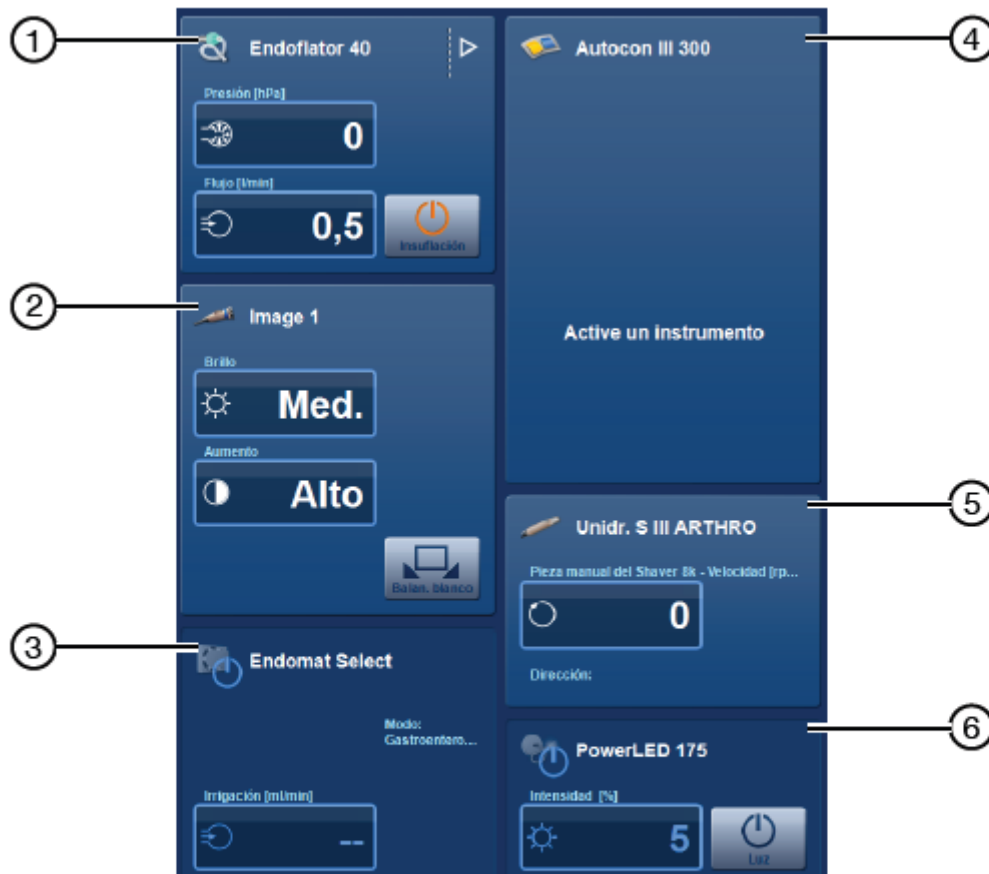 1
Endoflator 40
Presión [hPa]
0
Flujo [l/min]
0,5
Insuflación
2
Image 1
Brillo
Med.
Aumento
Alto
Balan. blanco
3
Endomat Select
Modo:
Gastroentero....
Irrigación [ml/min]
--
4
Autocon III 300
Active un instrumento
5
Unidr. S III ARTHRO
Pieza manual del Shaver 8k - Velocidad [rp...
0
Dirección:
6
PowerLED 175
Intensidad [%]
5
Luz